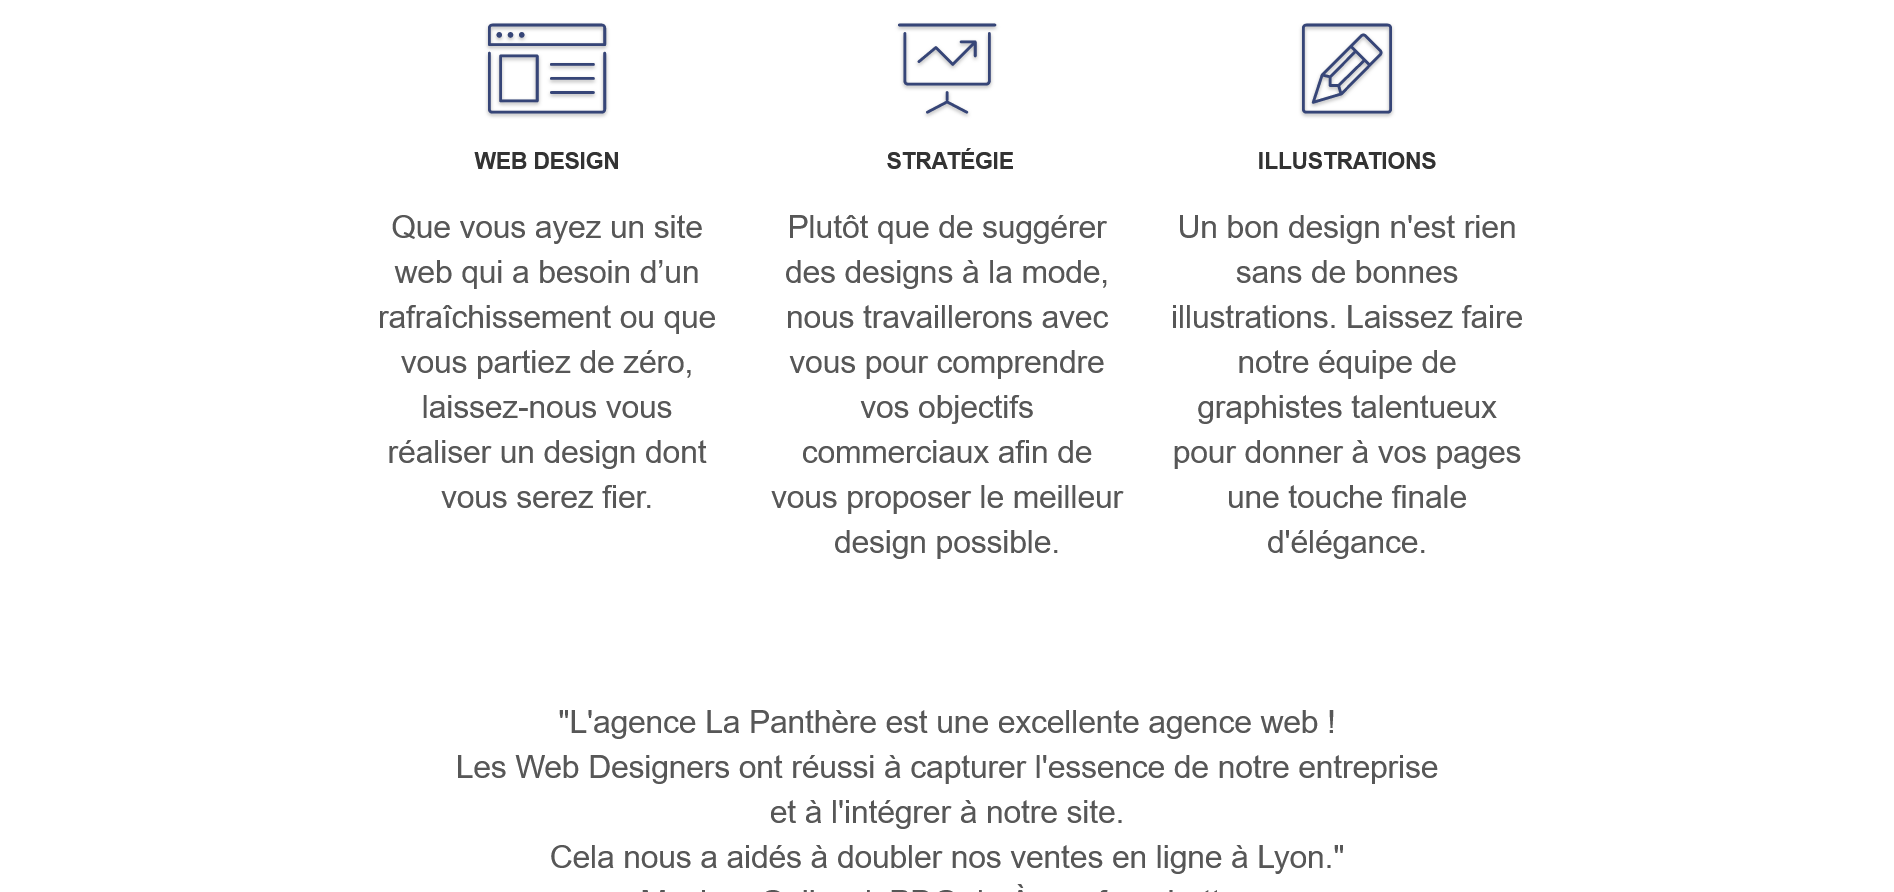 WEB DESIGN
Que vous ayez un site
web qui a besoin d’un
rafraîchissement ou que
vous partiez de zéro,
laissez-nous vous
réaliser un design dont
vous serez fier.
STRATÉGIE
Plutôt que de suggérer
des designs à la mode,
nous travaillerons avec
vous pour comprendre
vos objectifs
commerciaux afin de
vous proposer le meilleur
design possible.
ILLUSTRATIONS
Un bon design n'est rien
sans de bonnes
illustrations. Laissez faire
notre équipe de
graphistes talentueux
pour donner à vos pages
une touche finale
d'élégance.
"L'agence La Panthère est une excellente agence web !
Les Web Designers ont réussi à capturer l'essence de notre entreprise
et à l'intégrer à notre site.
Cela nous a aidés à doubler nos ventes en ligne à Lyon."